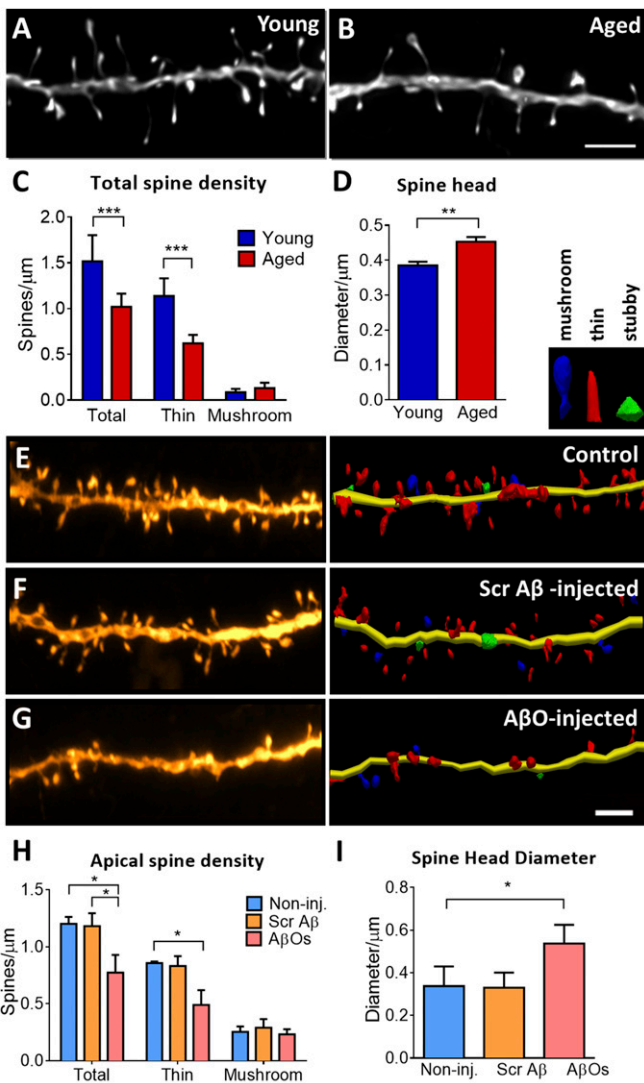 A Young
B Aged
C Total spine density
Spines/μm
2.0
1.5
1.0
0.5
0.0
***
***
Young
Aged
Total Thin Mushroom
D Spine head
Diameter/μm
0.5
0.4
0.3
0.2
0.1
0.0
**
Young Aged
mushroom
thin
stubby
E Control
F Scr Aβ -injected
G AβO-injected
H Apical spine density
Spines/μm
1.5
1.0
0.5
0.0
*
*
*
Non-inj.
Scr Aβ
AβOs
Total Thin Mushroom
I Spine Head Diameter
Diameter/μm
0.8
0.6
0.4
0.2
0.0
*
Non-inj. Scr Aβ AβOs